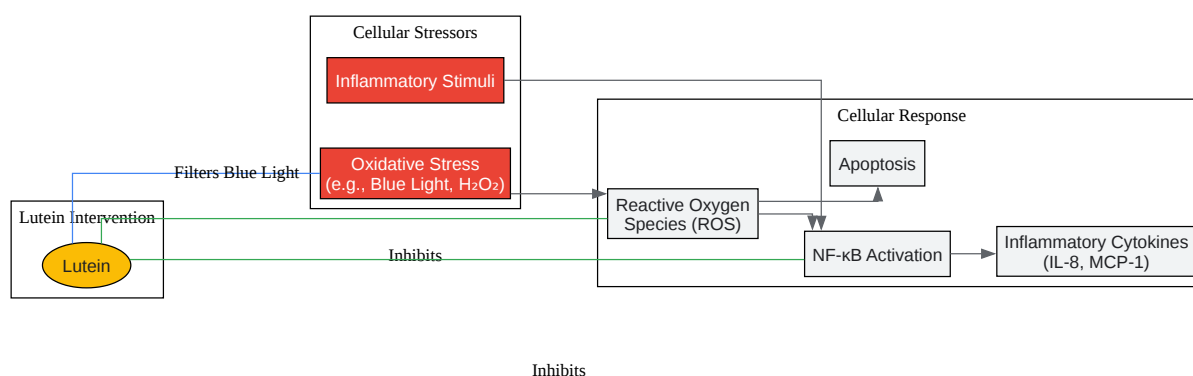 Cellular Stressors
Inflammatory Stimuli
Cellular Response
Oxidative Stress
(e.g., Blue Light, H₂O₂)
Apoptosis
Filters Blue Light
Lutein Intervention
Reactive Oxygen
Species (ROS)
Lutein
Inhibits
NF-κB Activation
Inflammatory Cytokines
(IL-8, MCP-1)
Inhibits